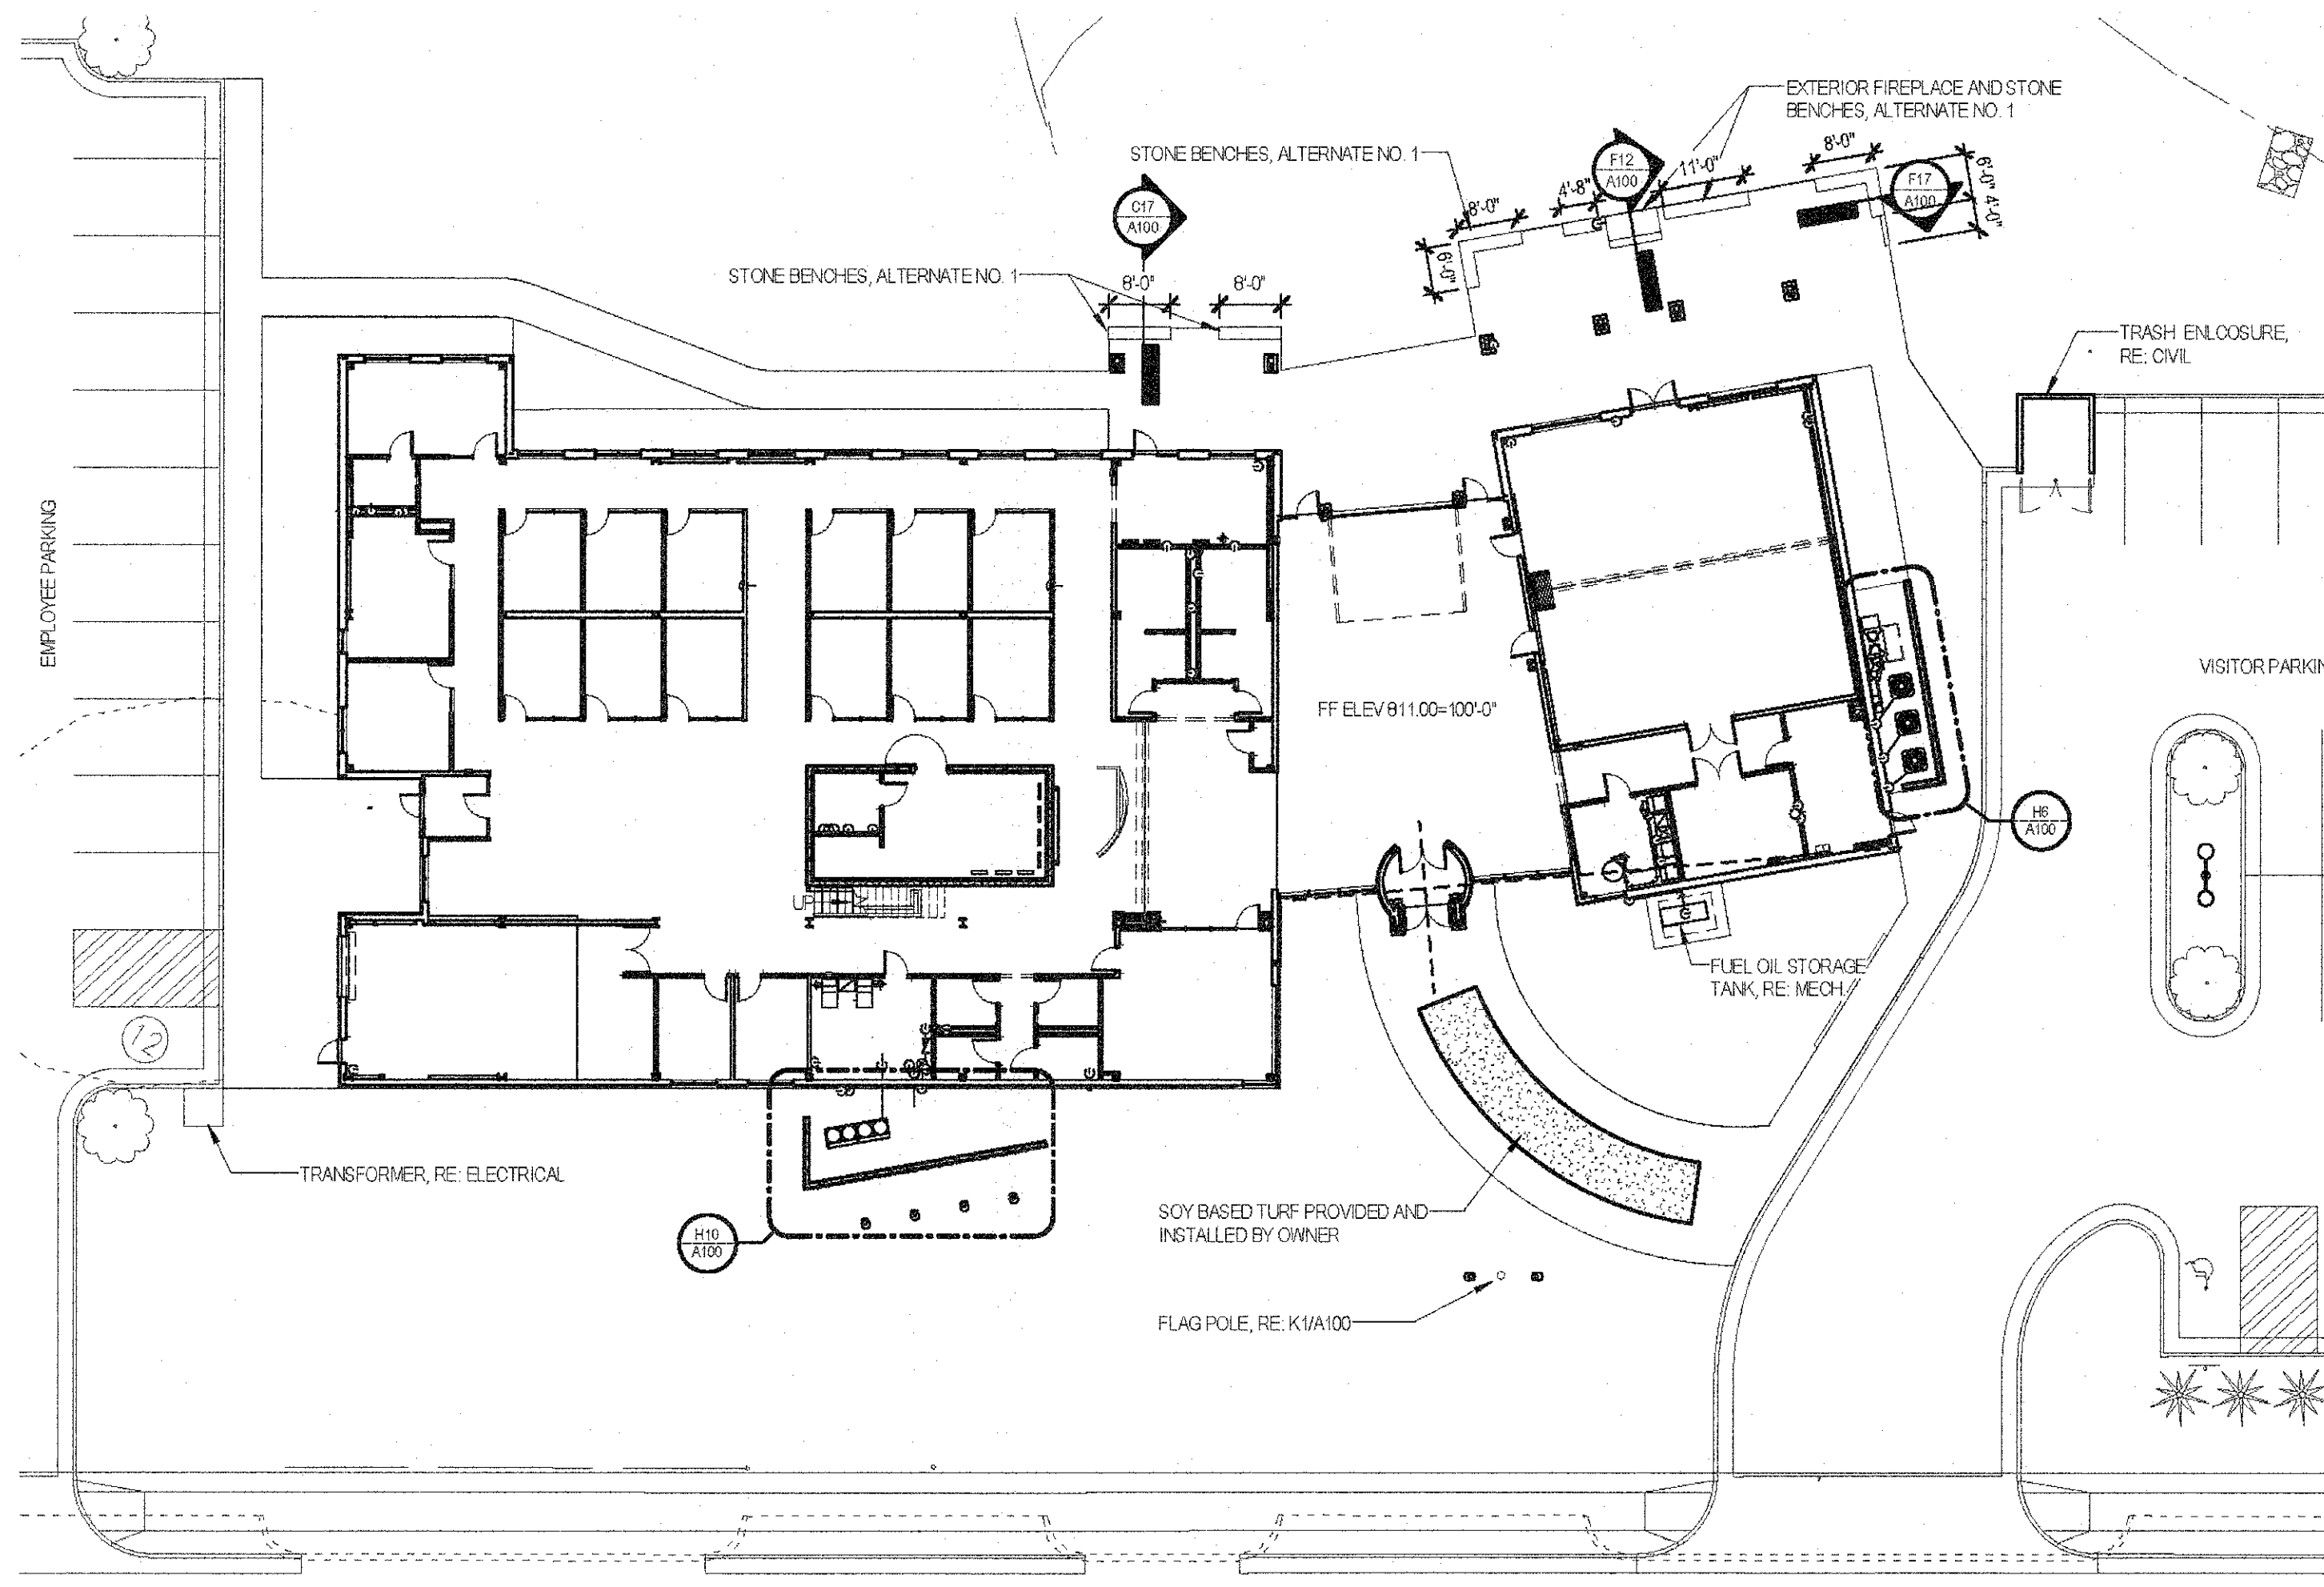 EXTERIOR FIREPLACE AND STONE
BENCHES, ALTERNATE NO. 1
STONE BENCHES, ALTERNATE NO. 1
8'-0"
F12
A100
11'-0"
4'-8"
8'-0"
6'-0"
F17
A100
6'-0"
4'-0"
C17
A100
STONE BENCHES, ALTERNATE NO. 1
8'-0"
8'-0"
TRASH ENLCOSURE,
RE: CIVIL
EMPLOYEE PARKING
VISITOR PARKIN
FF ELEV 811.00=100'-0"
H6
A100
UP
FUEL OIL STORAGE
TANK, RE: MECH.
12
TRANSFORMER, RE: ELECTRICAL
H10
A100
SOY BASED TURF PROVIDED AND
INSTALLED BY OWNER
FLAG POLE, RE: K1/A100